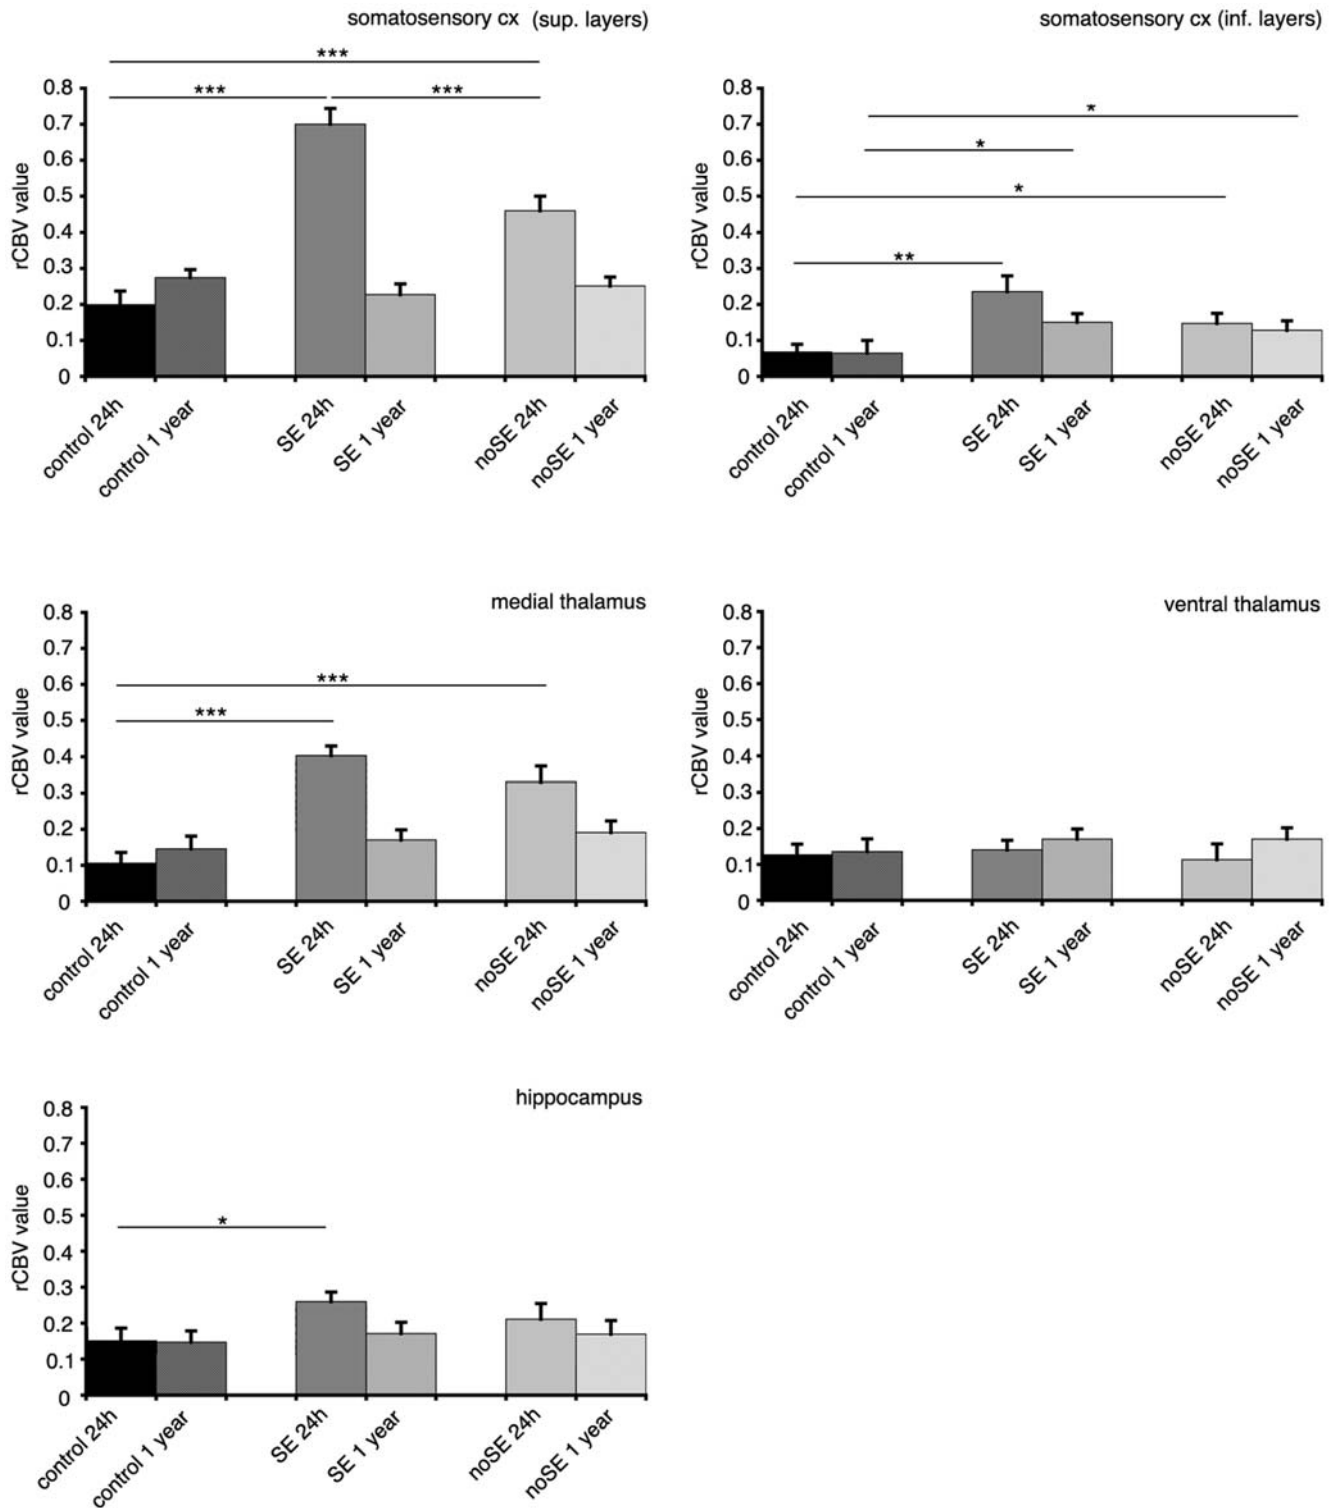 somatosensory cx (sup. layers)
***
***
***
rCBV value
0.8
0.7
0.6
0.5
0.4
0.3
0.2
0.1
0
control 24h
control 1 year
SE 24h
SE 1 year
noSE 24h
noSE 1 year
somatosensory cx (inf. layers)
*
*
*
**
rCBV value
0.8
0.7
0.6
0.5
0.4
0.3
0.2
0.1
0
control 24h
control 1 year
SE 24h
SE 1 year
noSE 24h
noSE 1 year
medial thalamus
***
***
rCBV value
0.8
0.7
0.6
0.5
0.4
0.3
0.2
0.1
0
control 24h
control 1 year
SE 24h
SE 1 year
noSE 24h
noSE 1 year
ventral thalamus
rCBV value
0.8
0.7
0.6
0.5
0.4
0.3
0.2
0.1
0
control 24h
control 1 year
SE 24h
SE 1 year
noSE 24h
noSE 1 year
hippocampus
*
rCBV value
0.8
0.7
0.6
0.5
0.4
0.3
0.2
0.1
0
control 24h
control 1 year
SE 24h
SE 1 year
noSE 24h
noSE 1 year